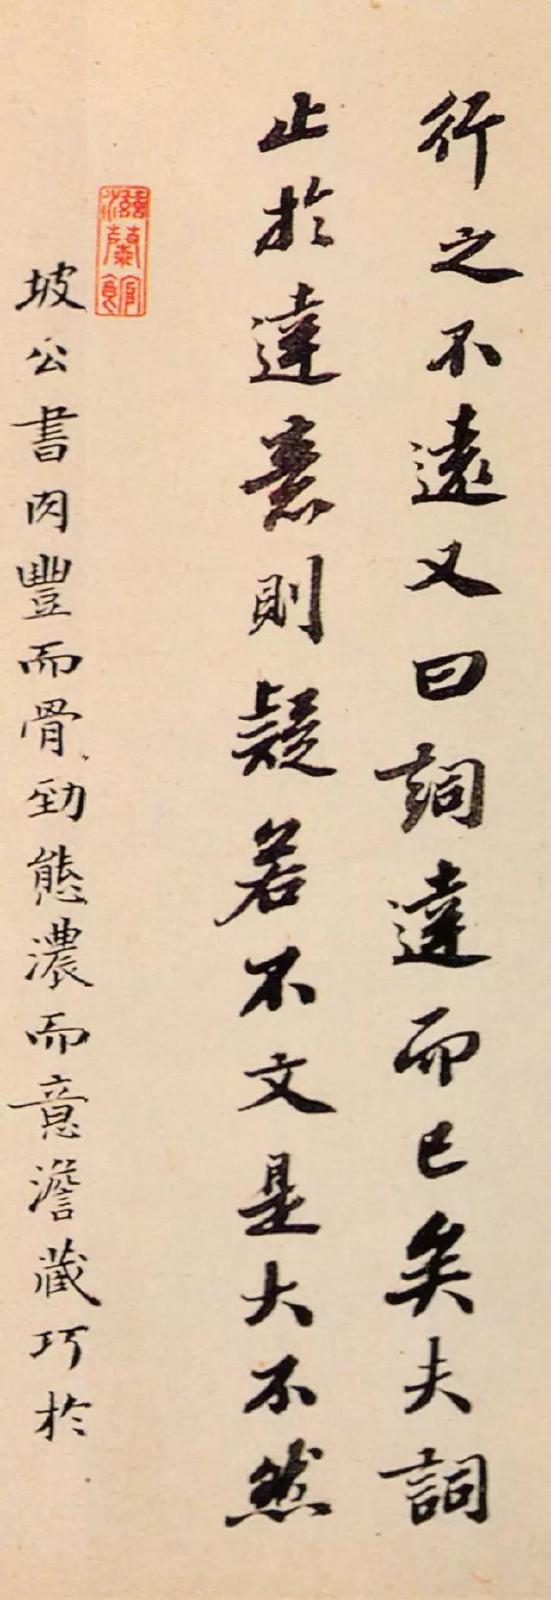 行之不遠又曰詞達而已矣夫詞
止於達意則疑若不文是大不然
坡公書肉豐而骨勁態濃而意澹藏巧於